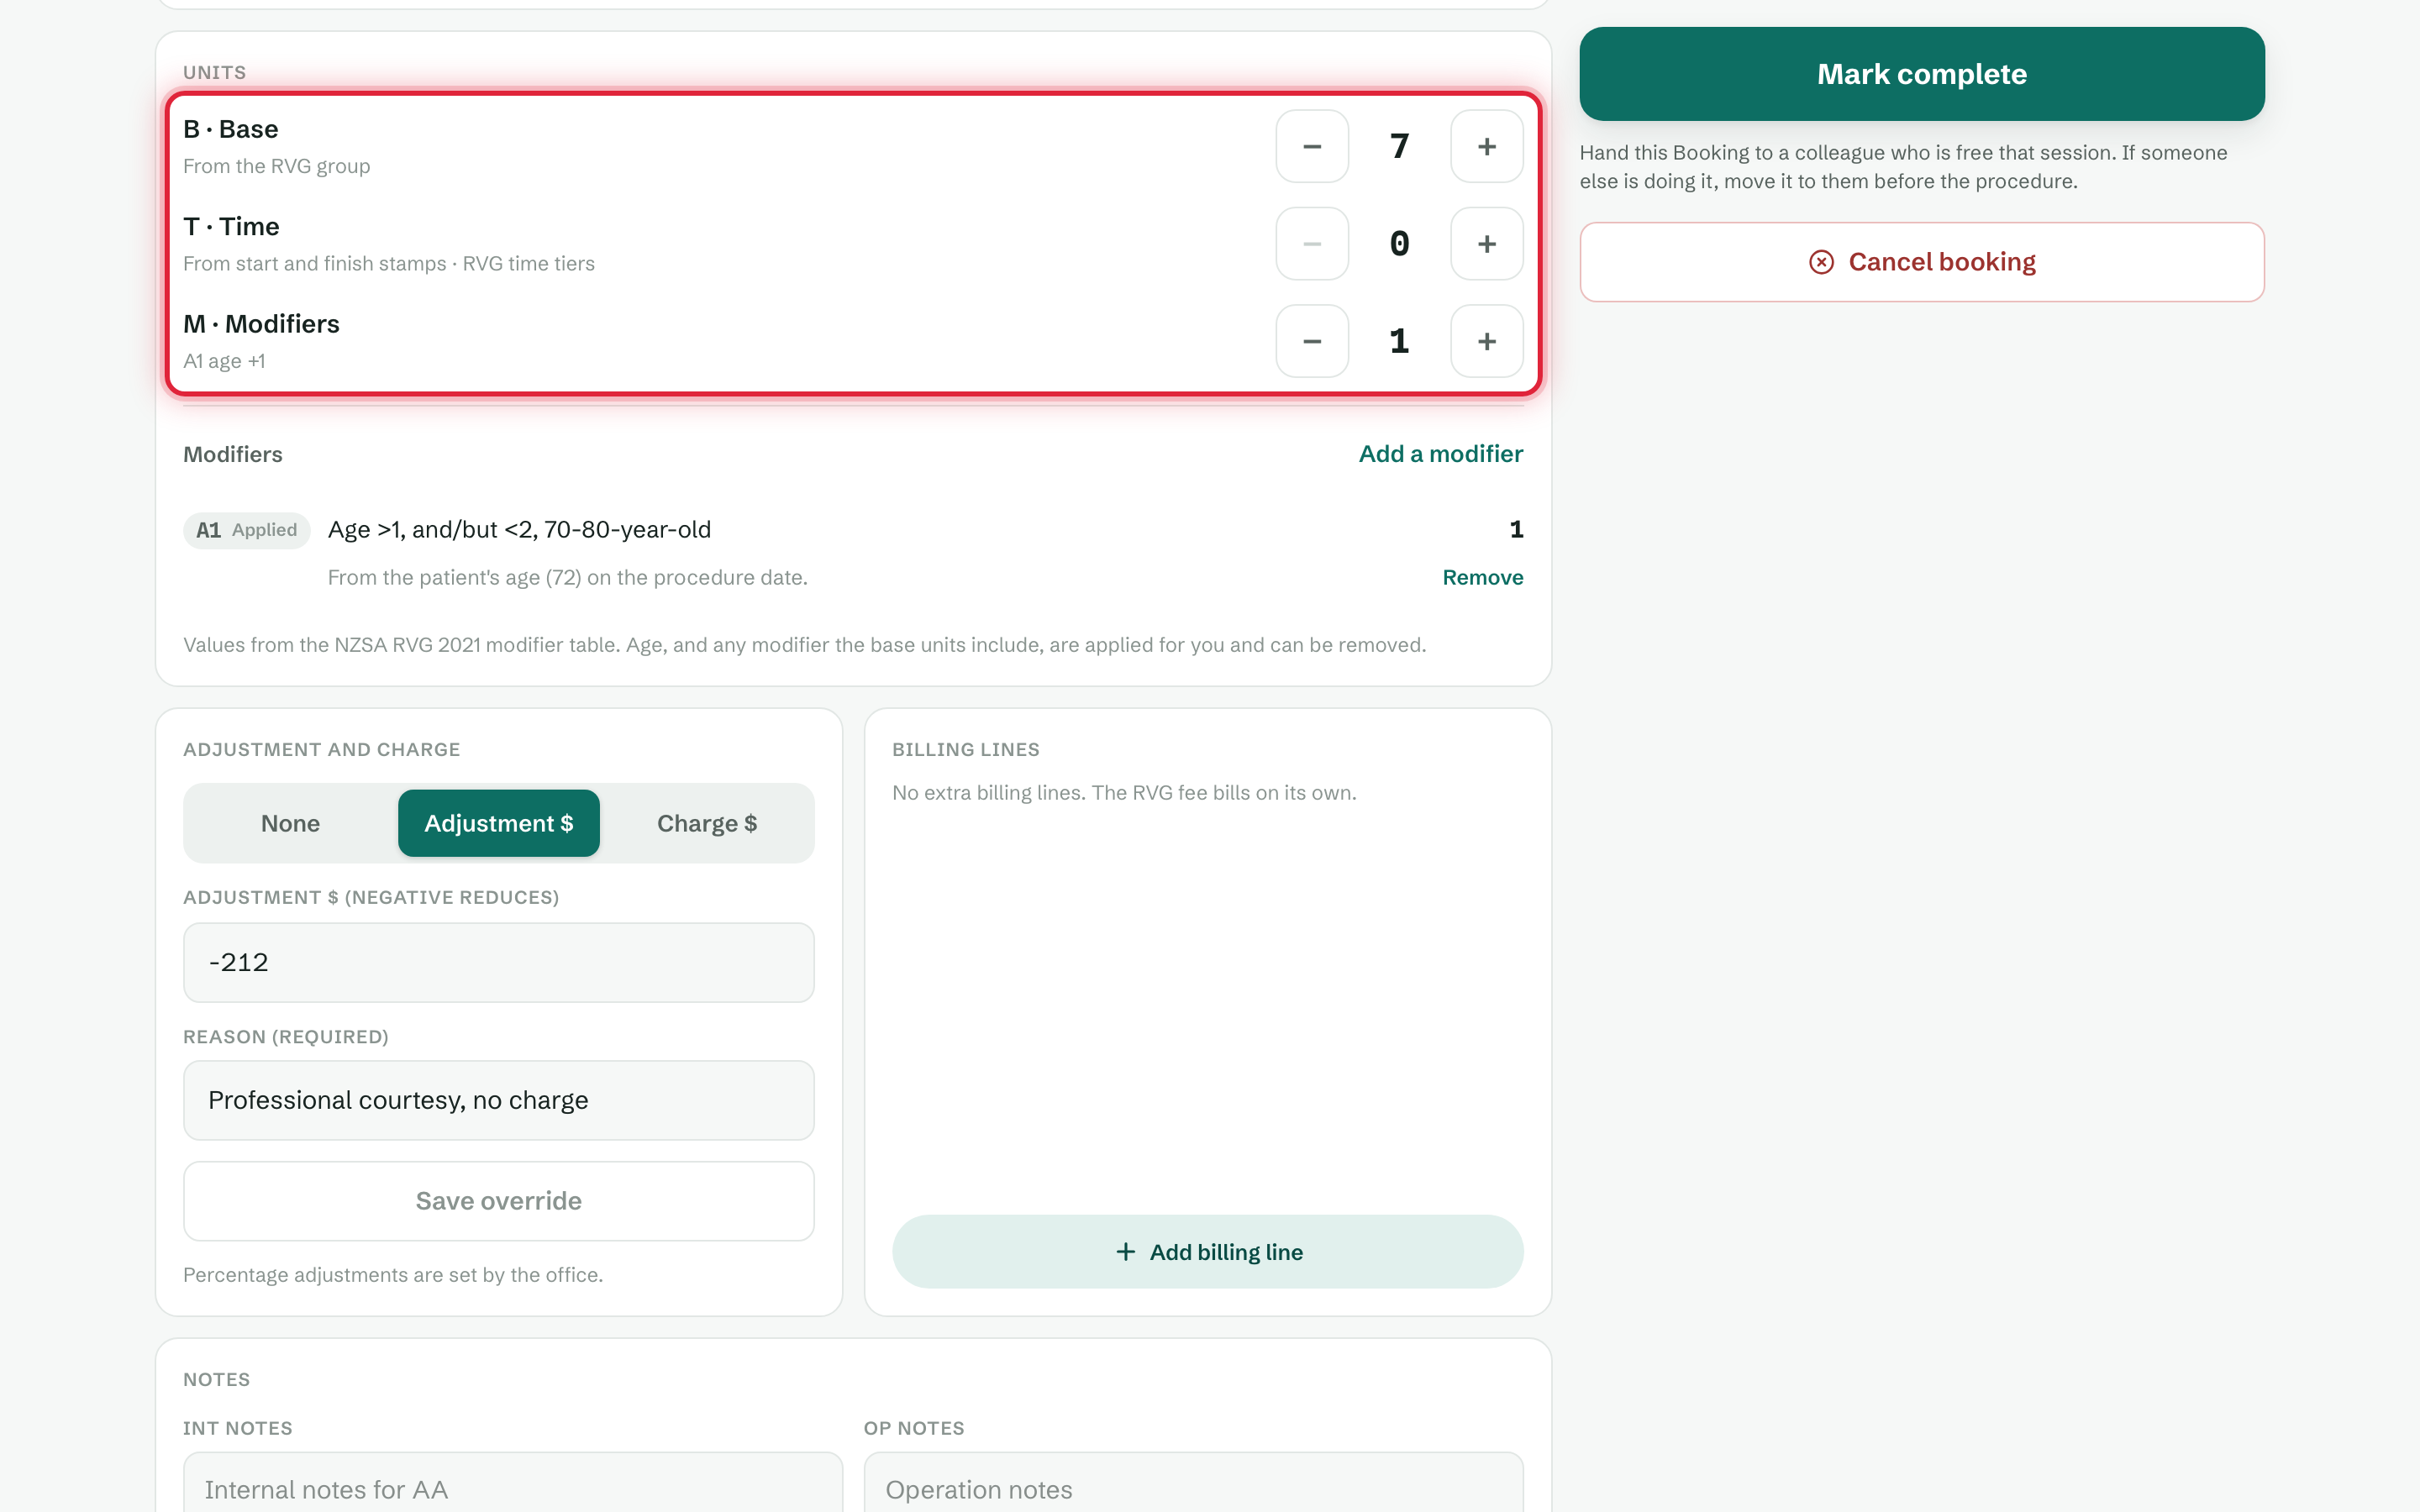 UNITS
B · Base
From the RVG group
− 7 +
T · Time
From start and finish stamps · RVG time tiers
− 0 +
M · Modifiers
A1 age +1
− 1 +
Modifiers
Add a modifier
A1 Applied
Age >1, and/but <2, 70-80-year-old
1
From the patient's age (72) on the procedure date.
Remove
Values from the NZSA RVG 2021 modifier table. Age, and any modifier the base units include, are applied for you and can be removed.
ADJUSTMENT AND CHARGE
None
Adjustment $
Charge $
ADJUSTMENT $ (NEGATIVE REDUCES)
-212
REASON (REQUIRED)
Professional courtesy, no charge
Save override
Percentage adjustments are set by the office.
BILLING LINES
No extra billing lines. The RVG fee bills on its own.
+ Add billing line
NOTES
INT NOTES
Internal notes for AA
OP NOTES
Operation notes
Mark complete
Hand this Booking to a colleague who is free that session. If someone
else is doing it, move it to them before the procedure.
Cancel booking